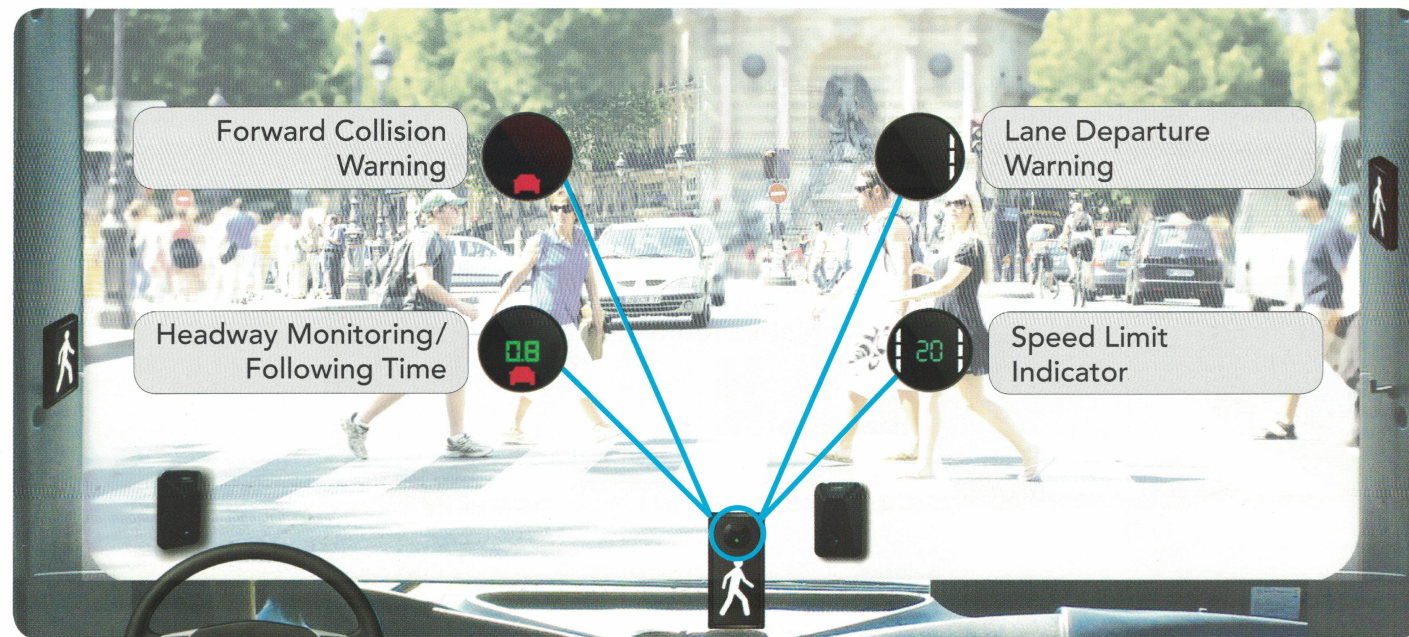 Forward Collision
Warning
Lane Departure
Warning
Headway Monitoring/
Following Time
0.8
20
Speed Limit
Indicator